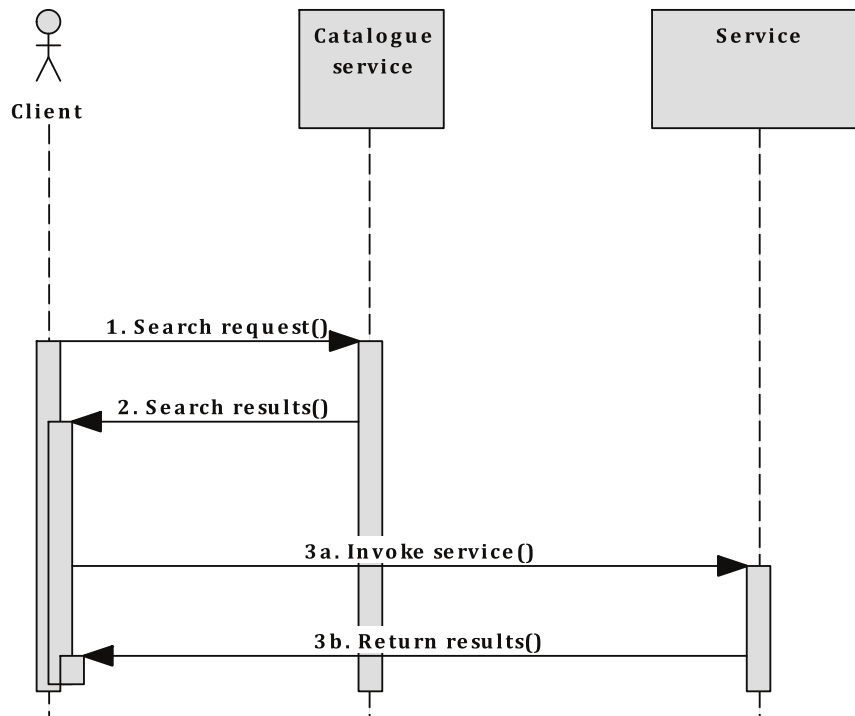 Client
Catalogue
service
Service
1. Search request()
2. Search results()
3a. Invoke service()
3b. Return results()